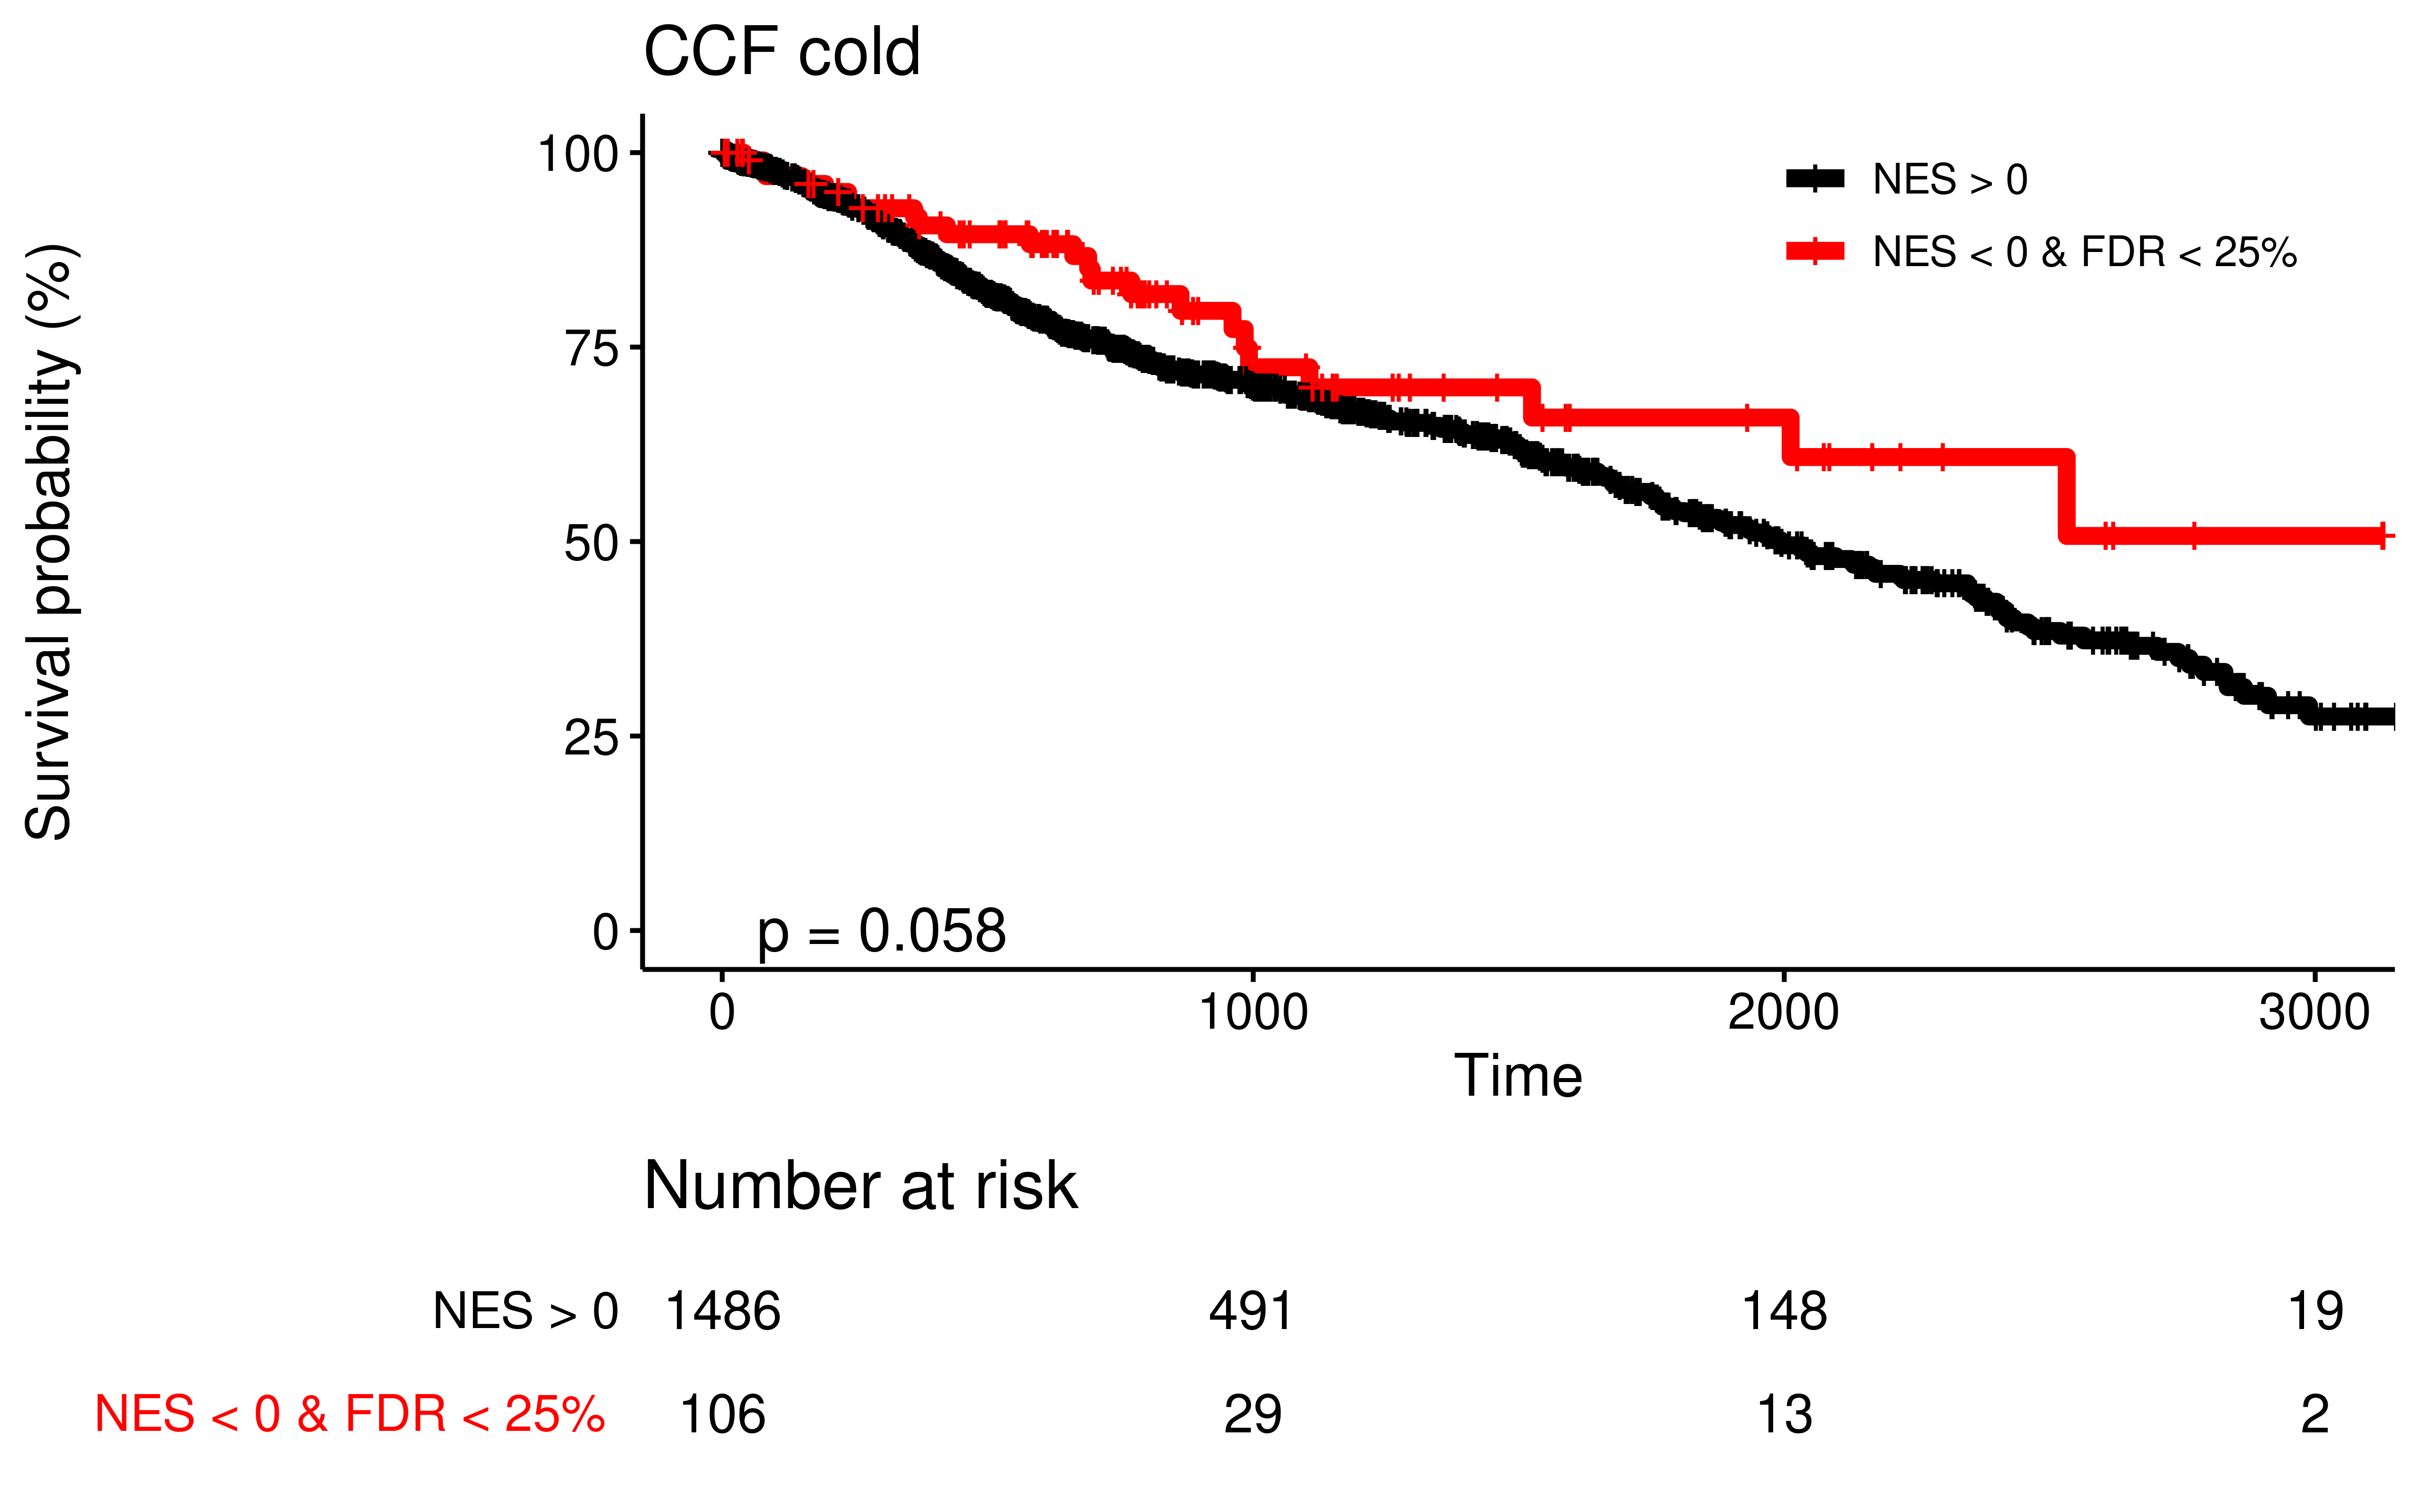 CCF cold
Survival probability (%)
100
75
50
25
0
NES > 0
NES < 0 & FDR < 25%
p = 0.058
0 1000 2000 3000
Time
Number at risk
NES > 0 1486 491 148 19
NES < 0 & FDR < 25% 106 29 13 2